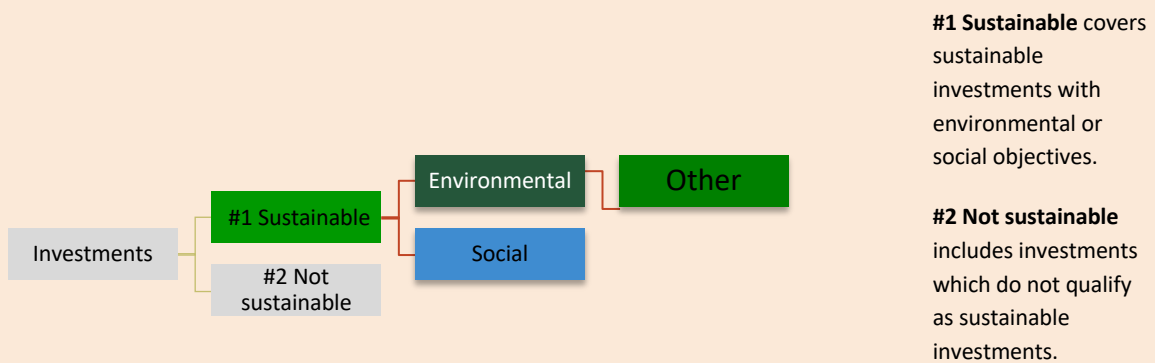 Investments
#1 Sustainable
#2 Not
sustainable
Environmental
Social
Other
#1 Sustainable covers
sustainable
investments with
environmental or
social objectives.
#2 Not sustainable
includes investments
which do not qualify
as sustainable
investments.